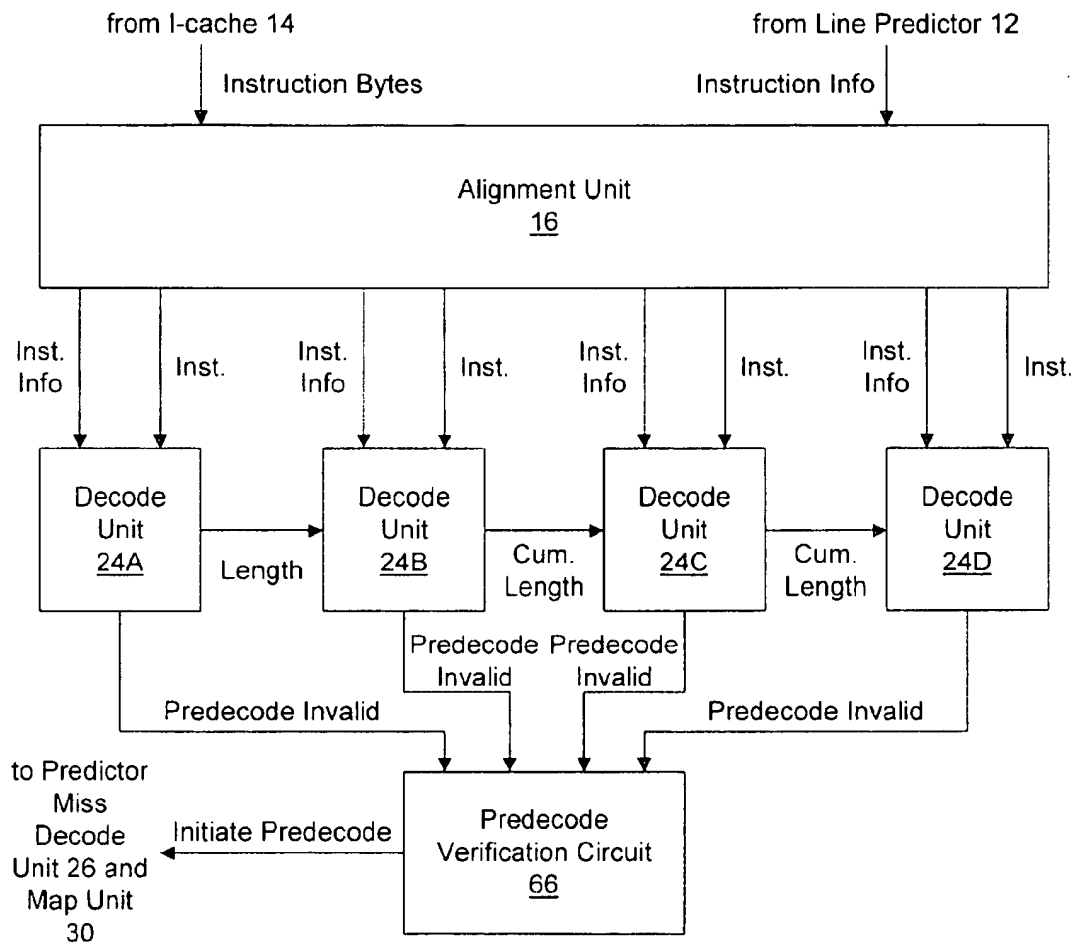 from I-cache 14
from Line Predictor 12
Instruction Bytes
Instruction Info
Alignment Unit
16
Inst.
Info
Inst.
Inst.
Info
Inst.
Inst.
Info
Inst.
Inst.
Info
Inst.
Decode
Unit
24A
Length
Decode
Unit
24B
Cum.
Length
Decode
Unit
24C
Cum.
Length
Decode
Unit
24D
Predecode
Invalid
Predecode
Invalid
Predecode Invalid
Predecode Invalid
to Predictor
Miss
Decode
Unit 26 and
Map Unit
30
Initiate Predecode
Predecode
Verification Circuit
66